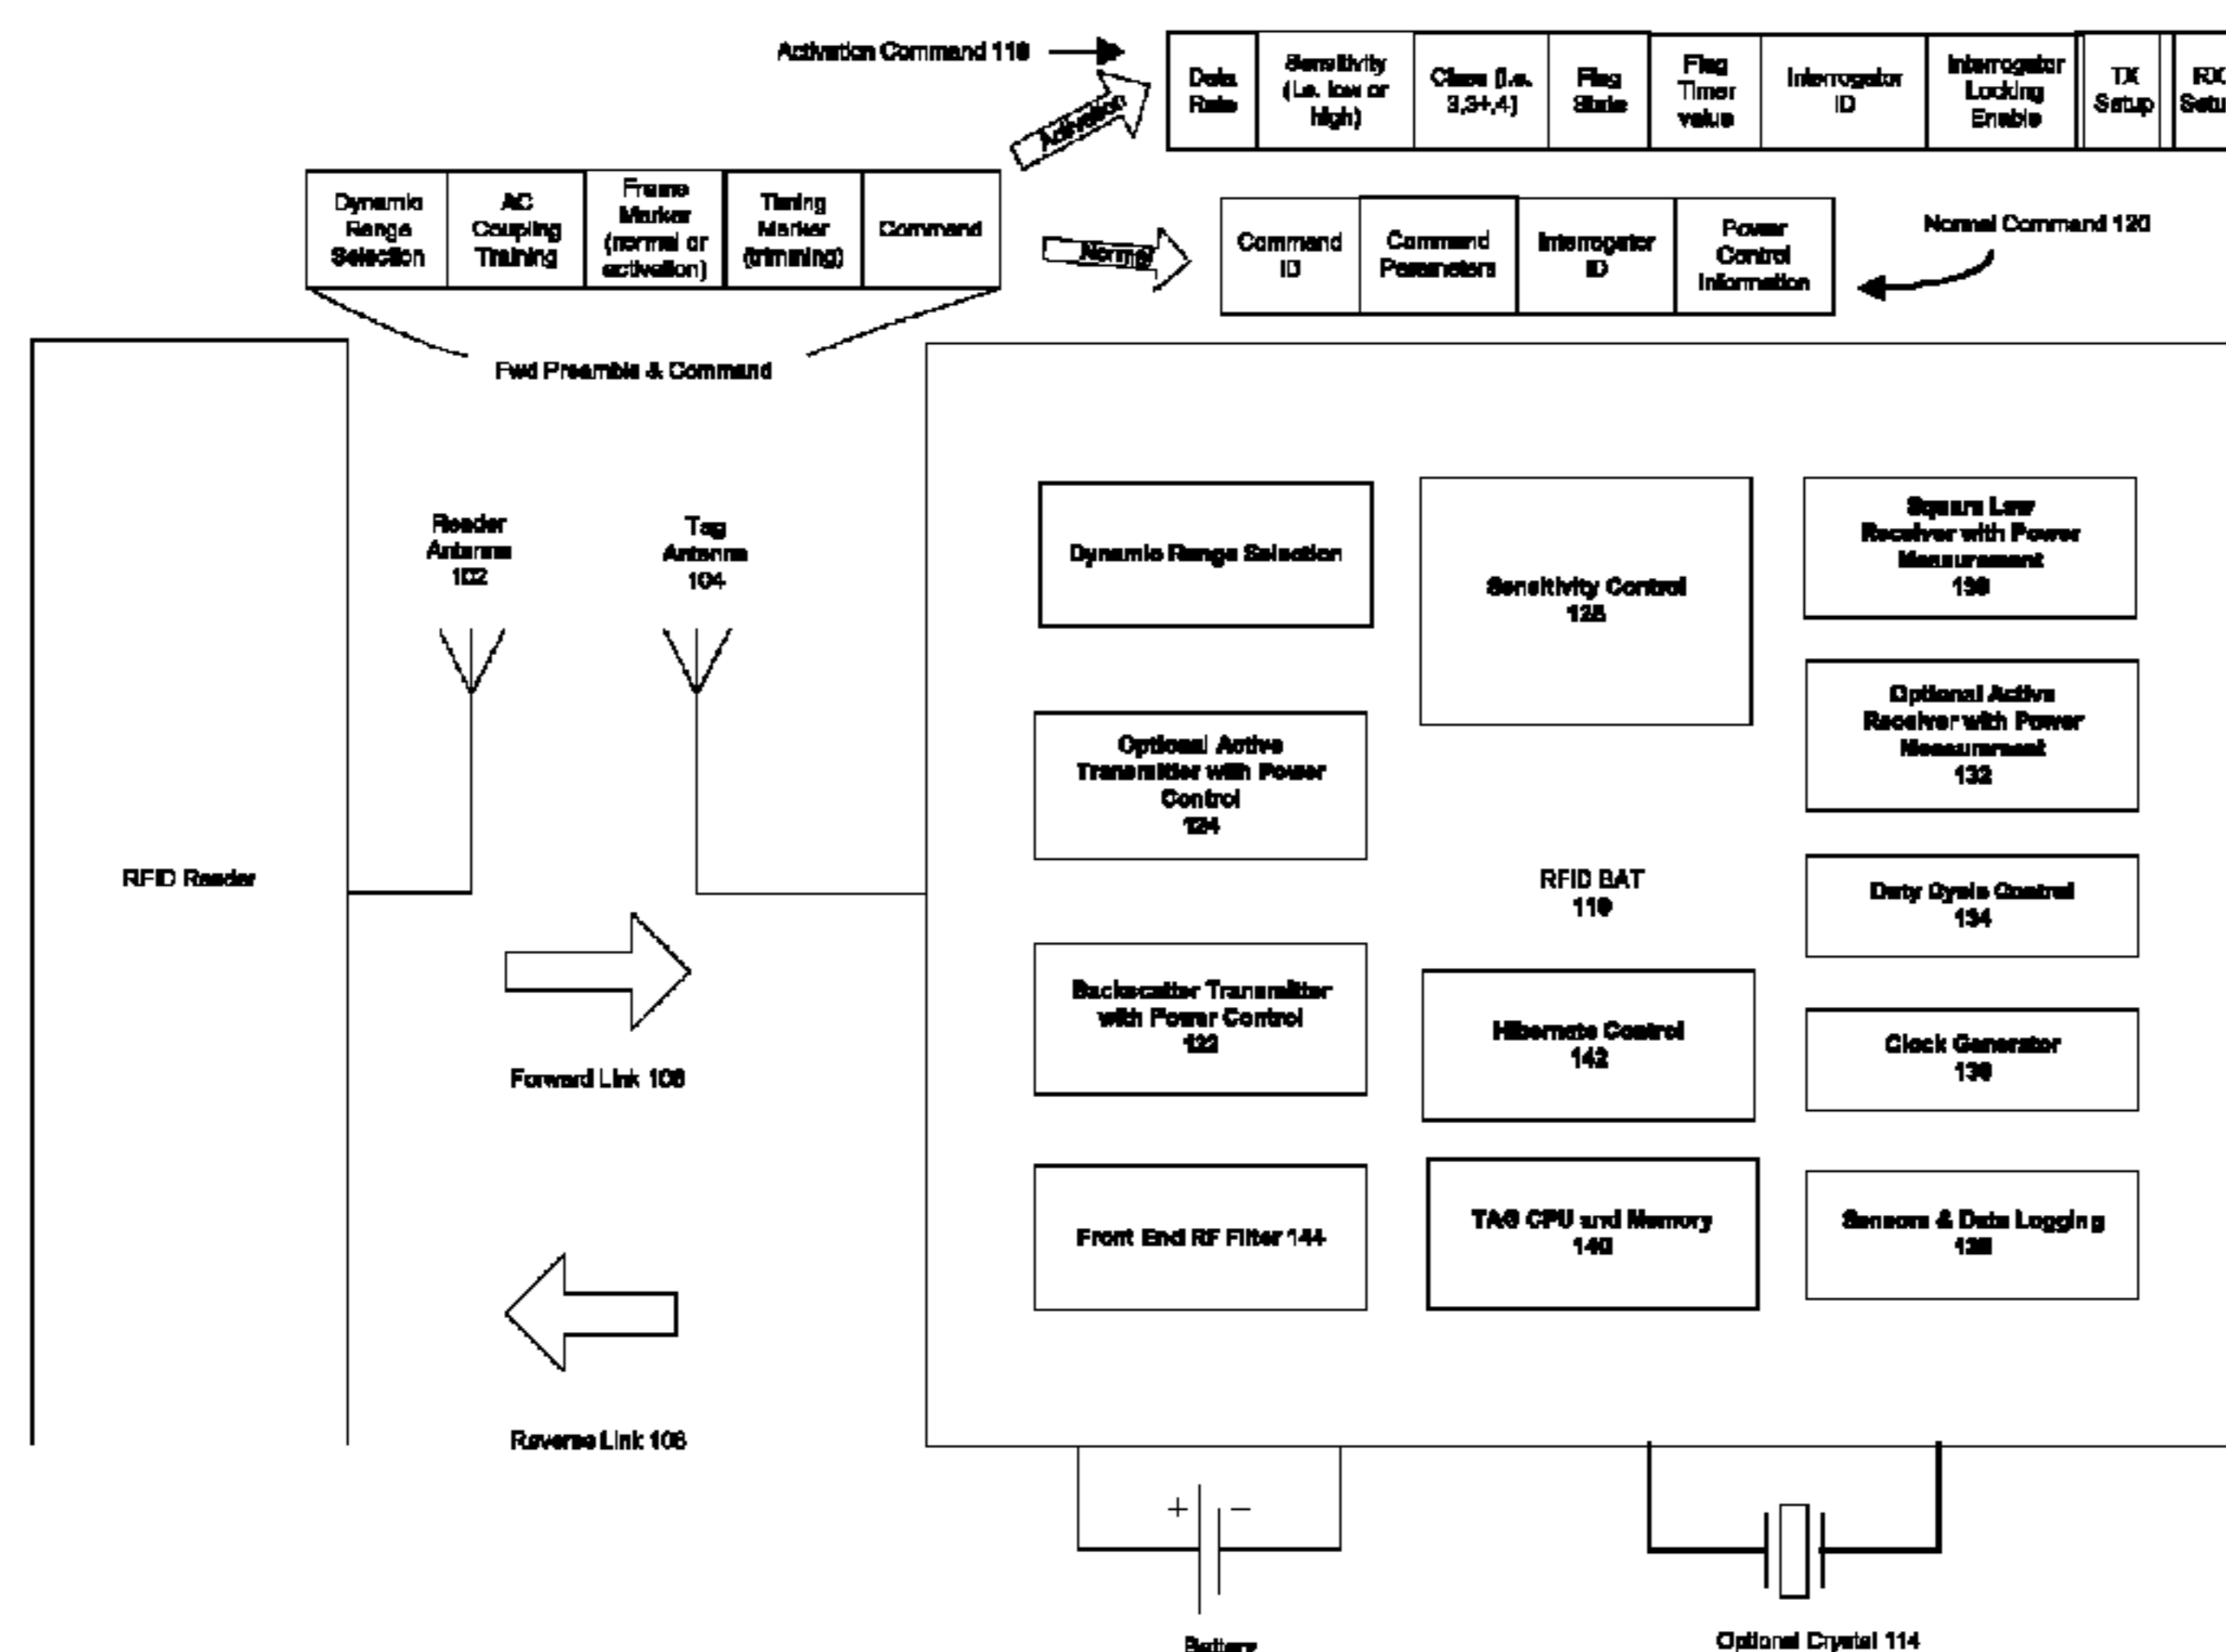 Activation Command 118
Data
Rate
Sensitivity
(i.e. low or
high)
Class [i.e.
3,3+,4]
Flag
State
Flag
Timer
value
Interrogator
ID
Interrogator
Locking
Enable
TX
Setup
Activation
Dynamic
Range
Selection
AC
Coupling
Training
Frame
Marker
(normal or
activation)
Timing
Marker
(trimming)
Command
Normal
Command
ID
Command
Parameters
Interrogator
ID
Power
Control
Information
Normal Command 120
Fwd Preamble & Command
Reader
Antenna
102
Tag
Antenna
104
RFID Reader
Forward Link 106
Reverse Link 108
Dynamic Range Selection
Sensitivity Control
Square Law
Receiver with Power
Measurement
Optional Active
Transmitter with Power
Control
124
Optional Active
Receiver with Power
Measurement
132
RFID BAT
110
Duty Cycle Control
134
Backscatter Transmitter
with Power Control
122
Hibernate Control
142
Clock Generator
Front End RF Filter 144
TAG CPU and Memory
140
Sensors & Data Logging
Battery
Optional Crystal 114